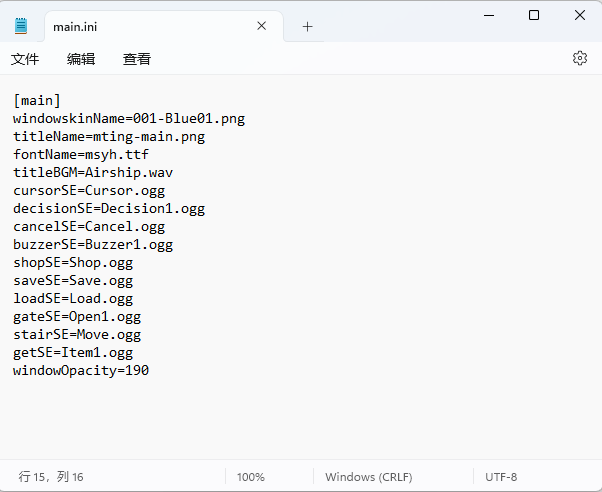 main.ini
文件 编辑 查看
[main]
windowskinName=001-Blue01.png
titleName=mting-main.png
fontName=msyh.ttf
titleBGM=Airship.wav
cursorSE=Cursor.ogg
decisionSE=Decision1.ogg
cancelSE=Cancel.ogg
buzzerSE=Buzzer1.ogg
shopSE=Shop.ogg
saveSE=Save.ogg
loadSE=Load.ogg
gateSE=Open1.ogg
stairSE=Move.ogg
getSE=Item1.ogg
windowOpacity=190
行 15，列 16 100% Windows (CRLF) UTF-8